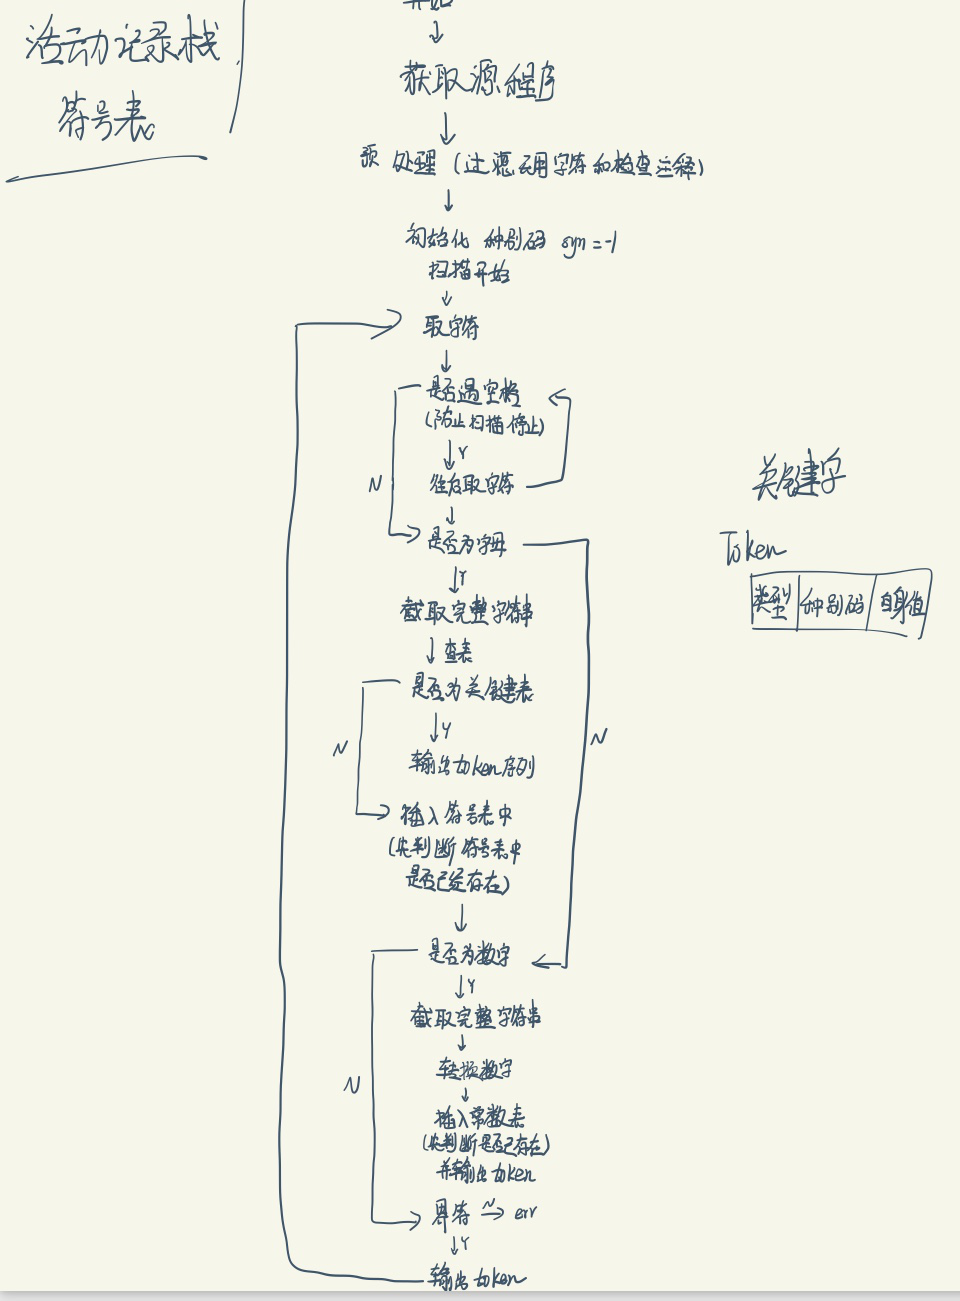 活动记录栈
符号表
开始
获取源程序
预处理（过滤无用字符和检查注释）
初始化 种别码 syn=-1
扫描开始
取字符
是否遇空格
（防止扫描停止）
Y
往后取字符
N
是否为字母
Y
截取完整字符串
查表
是否为关键表
Y
N
输出token序列
N
插入符号表中
（先判断符号表中
是否已经存在）
是否为数字
Y
截取完整字符串
转换数字
N
插入常数表
（先判断是否已存在）
并输出token
界符 N err
Y
输出token
关键字
Token
类型 种别码 自身值